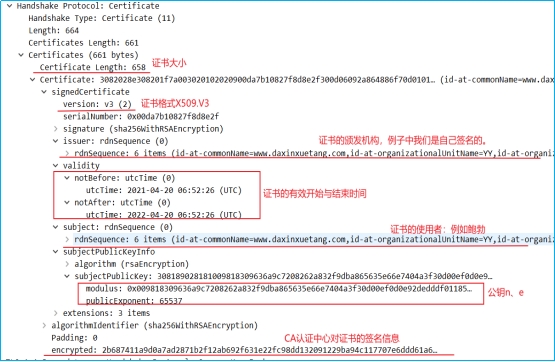 Handshake Protocol: Certificate
Handshake Type: Certificate (11)
Length: 664
Certificates Length: 661
Certificates (661 bytes)
Certificate Length: 658 证书大小
Certificate: 3082028e308201f7a003020102020900da7b10827f8d8e2f300d06092a864886f70d0101… (id-at-commonName=www.dax
signedCertificate
version: v3 (2) 证书格式X509.V3
serialNumber: 0x00da7b10827f8d8e2f
signature (sha256WithRSAEncryption)
issuer: rdnSequence (0) 证书的颁发机构，例子中我们是自己签名的。
rdnSequence: 6 items (id-at-commonName=www.daxinxuetang.com,id-at-organizationalUnitName=YY,id-at-organiz
validity
notBefore: utcTime (0)
utcTime: 2021-04-20 06:52:26 (UTC)
证书的有效开始与结束时间
notAfter: utcTime (0)
utcTime: 2022-04-20 06:52:26 (UTC)
subject: rdnSequence (0) 证书的使用者：例如鲍勃
rdnSequence: 6 items (id-at-commonName=www.daxinxuetang.com,id-at-organizationalUnitName=YY,id-at-organiz
subjectPublicKeyInfo
algorithm (rsaEncryption)
subjectPublicKey: 30818902818100981830​9636a9c7208262a832f9dba865635e66e7404a3f30d00ef0d0e9…
modulus: 0x009818309636a9c7208262a832f9dba865635e66e7404a3f30d00ef0d0e92dedddf01185…
公钥n、e
publicExponent: 65537
extensions: 3 items
algorithmIdentifier (sha256WithRSAEncryption)
Padding: 0 CA认证中心对证书的签名信息
encrypted: 2b687411a9d0a7ad2871b2f12ab692f631e22fc98dd132091229ba94c117707e6ddd61a6…